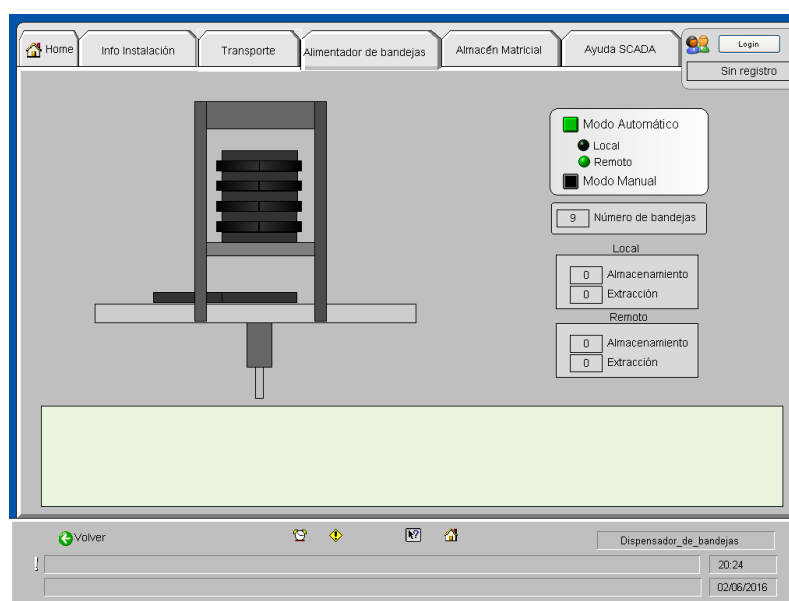 Home
Info Instalación
Transporte
Alimentador de bandejas
Almacén Matricial
Ayuda SCADA
Login
Sin registro
Modo Automático
Local
Remoto
Modo Manual
9 Número de bandejas
Local
0 Almacenamiento
0 Extracción
Remoto
0 Almacenamiento
0 Extracción
Volver
Dispensador_de_bandejas
20:24
02/06/2016